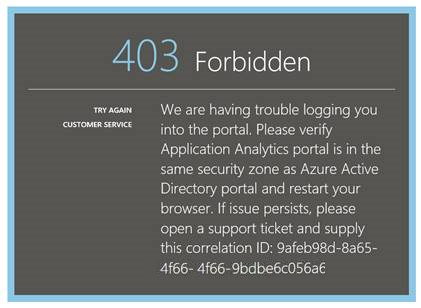 403 Forbidden
TRY AGAIN
CUSTOMER SERVICE
We are having trouble logging you
into the portal. Please verify
Application Analytics portal is in the
same security zone as Azure Active
Directory portal and restart your
browser. If issue persists, please
open a support ticket and supply
this correlation ID: 9afeb98d-8a65-
4f66- 4f66-9bdbe6c056a6